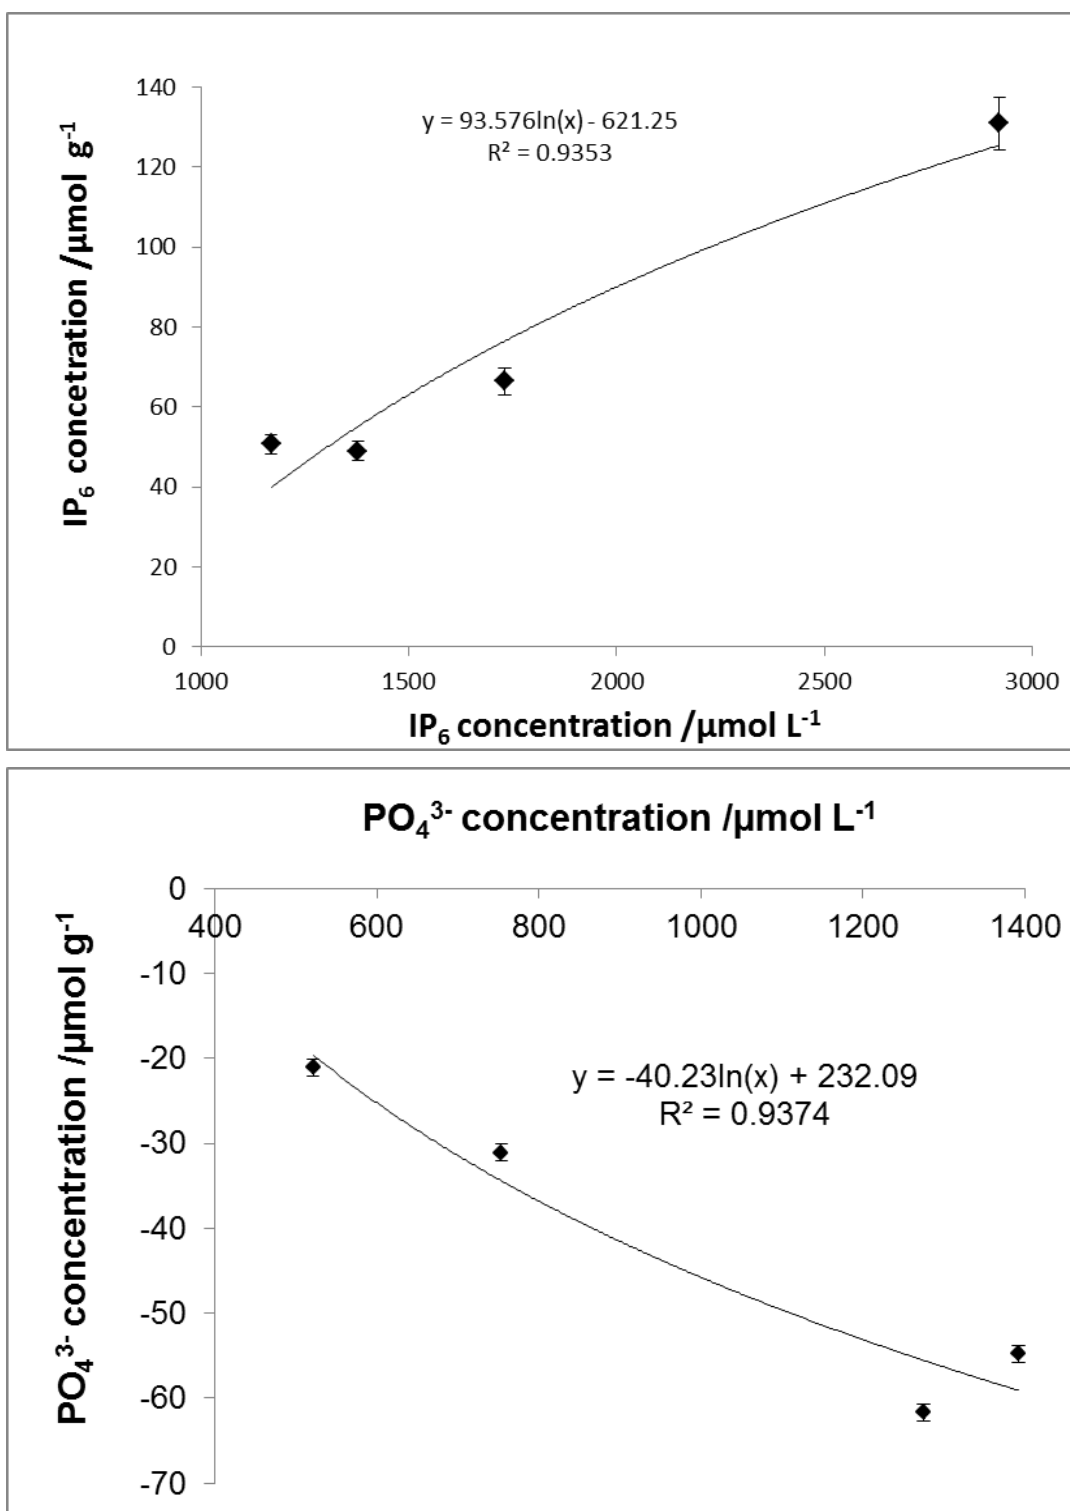 y = 93.576ln(x) - 621.25
R² = 0.9353
IP₆ concetration /µmol g⁻¹
140
120
100
80
60
40
20
0
1000 1500 2000 2500 3000
IP₆ concentration /µmol L⁻¹
PO₄³⁻ concentration /µmol L⁻¹
400 600 800 1000 1200 1400
PO₄³⁻ concentration /µmol g⁻¹
0
-10
-20
-30
-40
-50
-60
-70
y = -40.23ln(x) + 232.09
R² = 0.9374